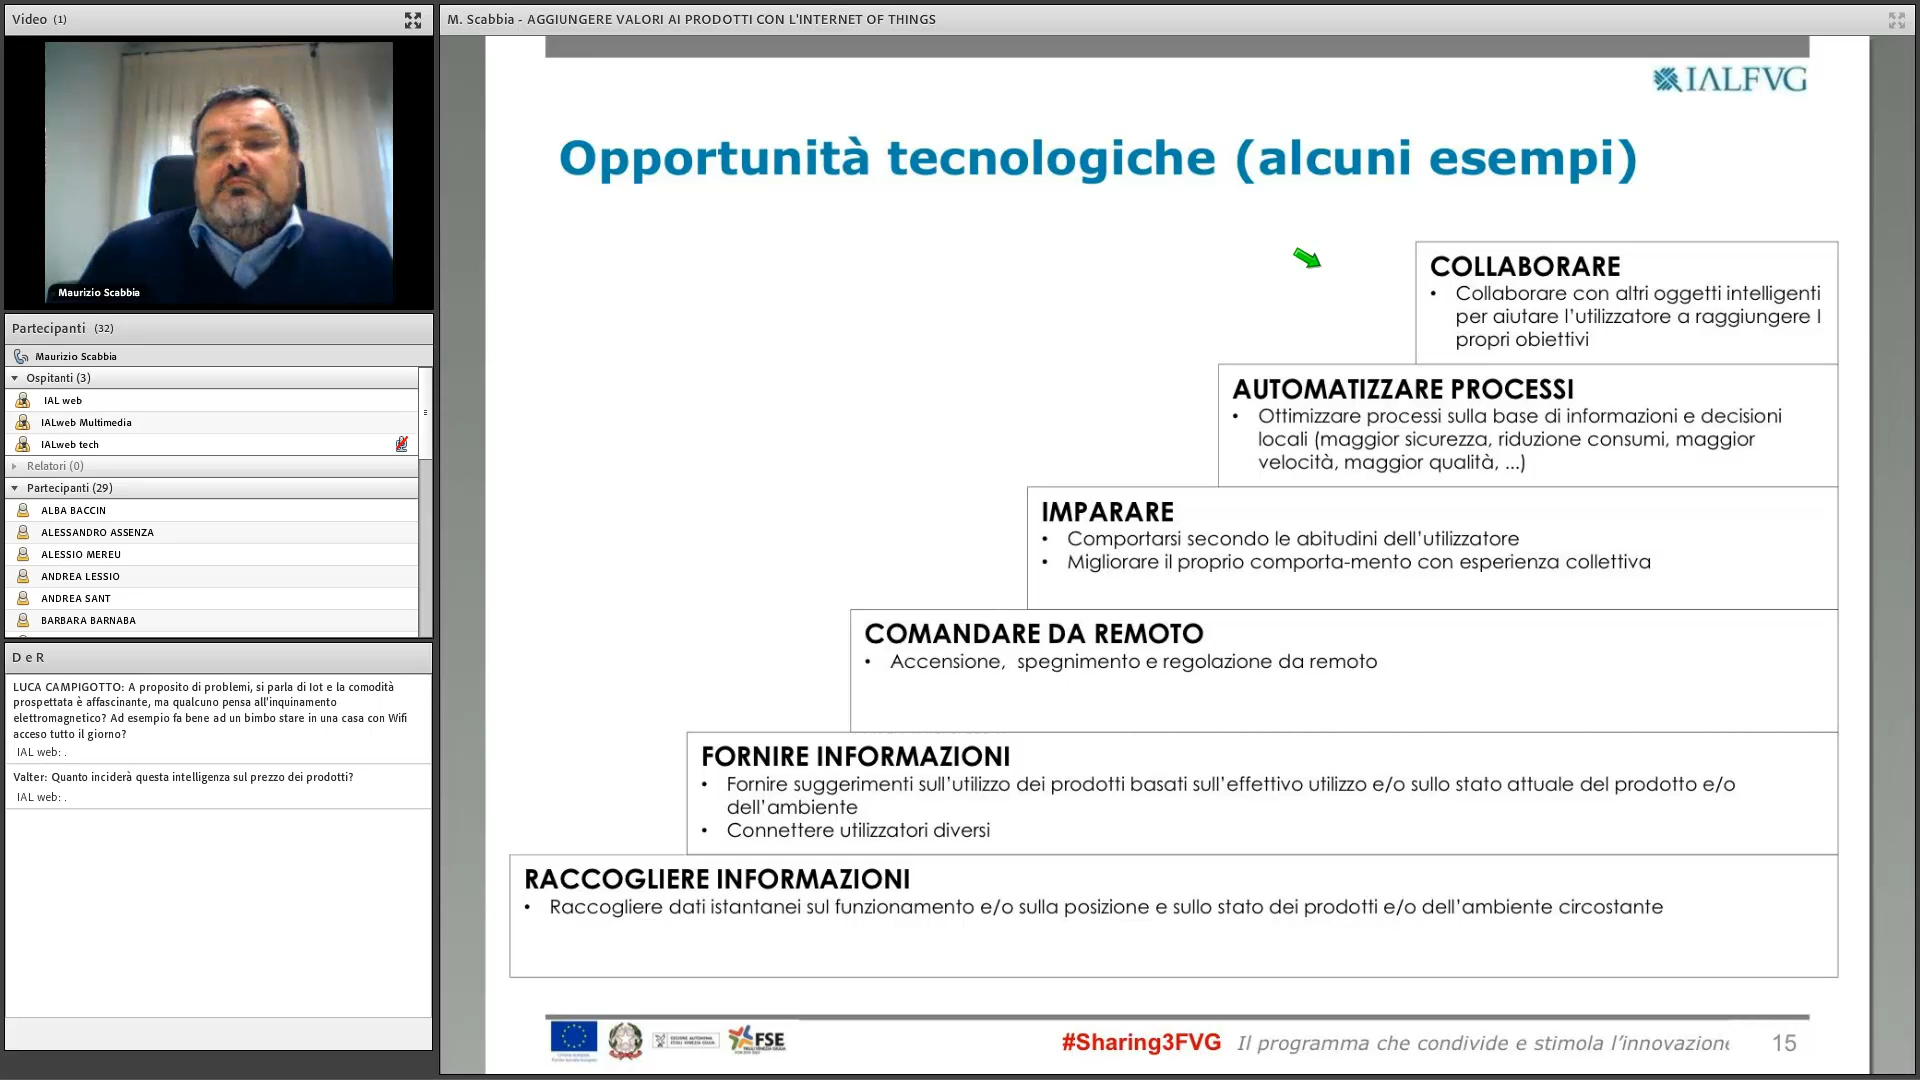 Video (1)
Maurizio Scabbia
Partecipanti (32)
Maurizio Scabbia
Ospitanti (3)
IAL web
IALweb Multimedia
IALweb tech
Relatori (0)
Partecipanti (29)
ALBA BACCIN
ALESSANDRO ASSENZA
ALESSIO MEREU
ANDREA LESSIO
ANDREA SANT
BARBARA BARNABA
D e R
LUCA CAMPIGOTTO: A proposito di problemi, si parla di Iot e la comodità
prospettata è affascinante, ma qualcuno pensa all'inquinamento
elettromagnetico? Ad esempio fa bene ad un bimbo stare in una casa con Wifi
acceso tutto il giorno?
IAL web: .
Valter: Quanto inciderà questa intelligenza sul prezzo dei prodotti?
IAL web: .
M. Scabbia - AGGIUNGERE VALORI AI PRODOTTI CON L'INTERNET OF THINGS
IALFVG
Opportunità tecnologiche (alcuni esempi)
COLLABORARE
• Collaborare con altri oggetti intelligenti
per aiutare l’utilizzatore a raggiungere I
propri obiettivi
AUTOMATIZZARE PROCESSI
• Ottimizzare processi sulla base di informazioni e decisioni
locali (maggior sicurezza, riduzione consumi, maggior
velocità, maggior qualità, ...)
IMPARARE
• Comportarsi secondo le abitudini dell’utilizzatore
• Migliorare il proprio comporta-mento con esperienza collettiva
COMANDARE DA REMOTO
• Accensione, spegnimento e regolazione da remoto
FORNIRE INFORMAZIONI
• Fornire suggerimenti sull’utilizzo dei prodotti basati sull’effettivo utilizzo e/o sullo stato attuale del prodotto e/o
dell’ambiente
• Connettere utilizzatori diversi
RACCOGLIERE INFORMAZIONI
• Raccogliere dati istantanei sul funzionamento e/o sulla posizione e sullo stato dei prodotti e/o dell’ambiente circostante
FSE
#Sharing3FVG Il programma che condivide e stimola l’innovazione 15